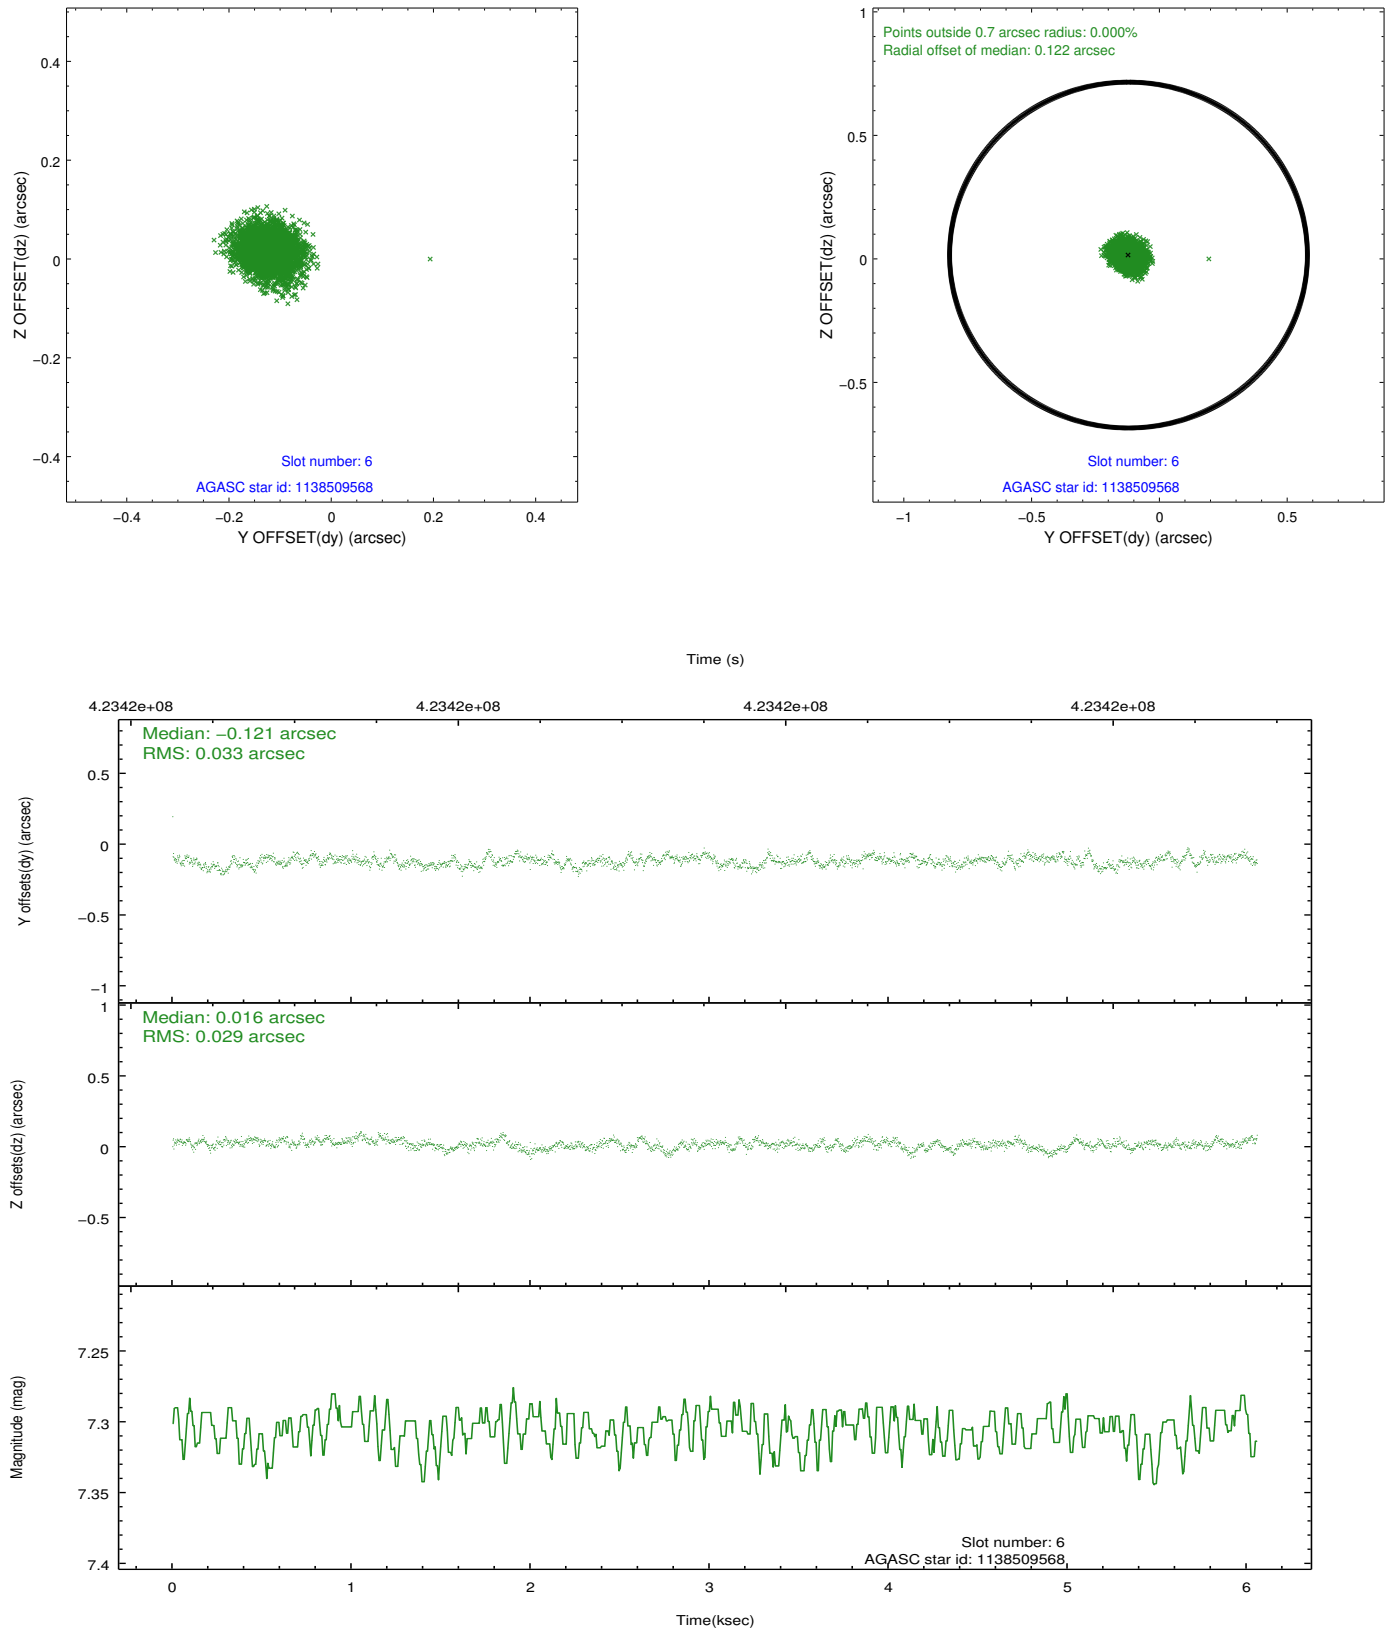 0.4
0.2
0
−0.2
−0.4
Z OFFSET(dz) (arcsec)
Slot number: 6
AGASC star id: 1138509568
−0.4
−0.2
0
0.2
0.4
Y OFFSET(dy) (arcsec)
Points outside 0.7 arcsec radius: 0.000%
Radial offset of median: 0.122 arcsec
1
0.5
0
−0.5
Z OFFSET(dz) (arcsec)
Slot number: 6
AGASC star id: 1138509568
−1
−0.5
0
0.5
Y OFFSET(dy) (arcsec)
Time (s)
4.2342e+08
4.2342e+08
4.2342e+08
4.2342e+08
Median: −0.121 arcsec
RMS: 0.033 arcsec
0.5
0
−0.5
−1
Y offsets(dy) (arcsec)
Median: 0.016 arcsec
RMS: 0.029 arcsec
1
0.5
0
−0.5
Z offsets(dz) (arcsec)
7.25
7.3
7.35
7.4
Magnitude (mag)
Slot number: 6
AGASC star id: 1138509568
0
1
2
3
4
5
6
Time(ksec)